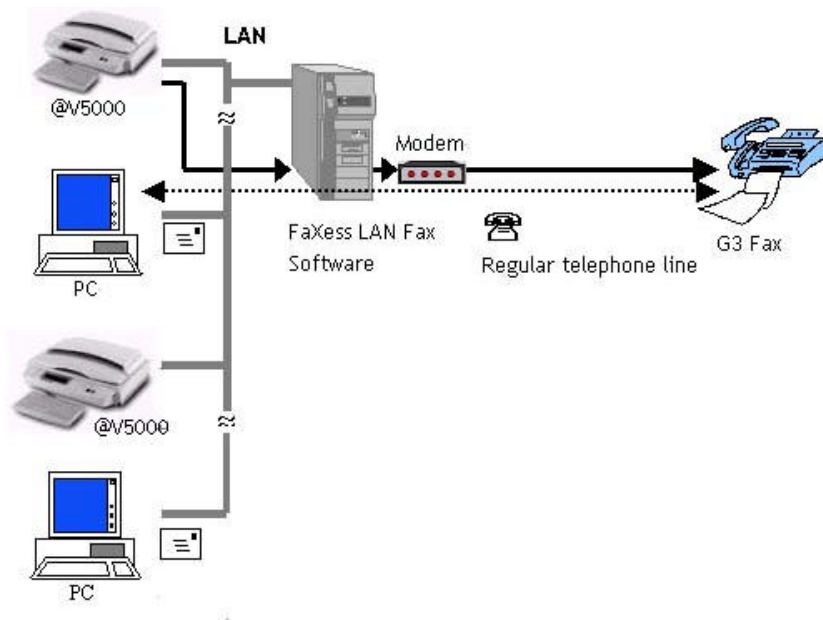 LAN
@V5000
Modem
PC
FaXess LAN Fax
Software
Regular telephone line
G3 Fax
@V5000
PC